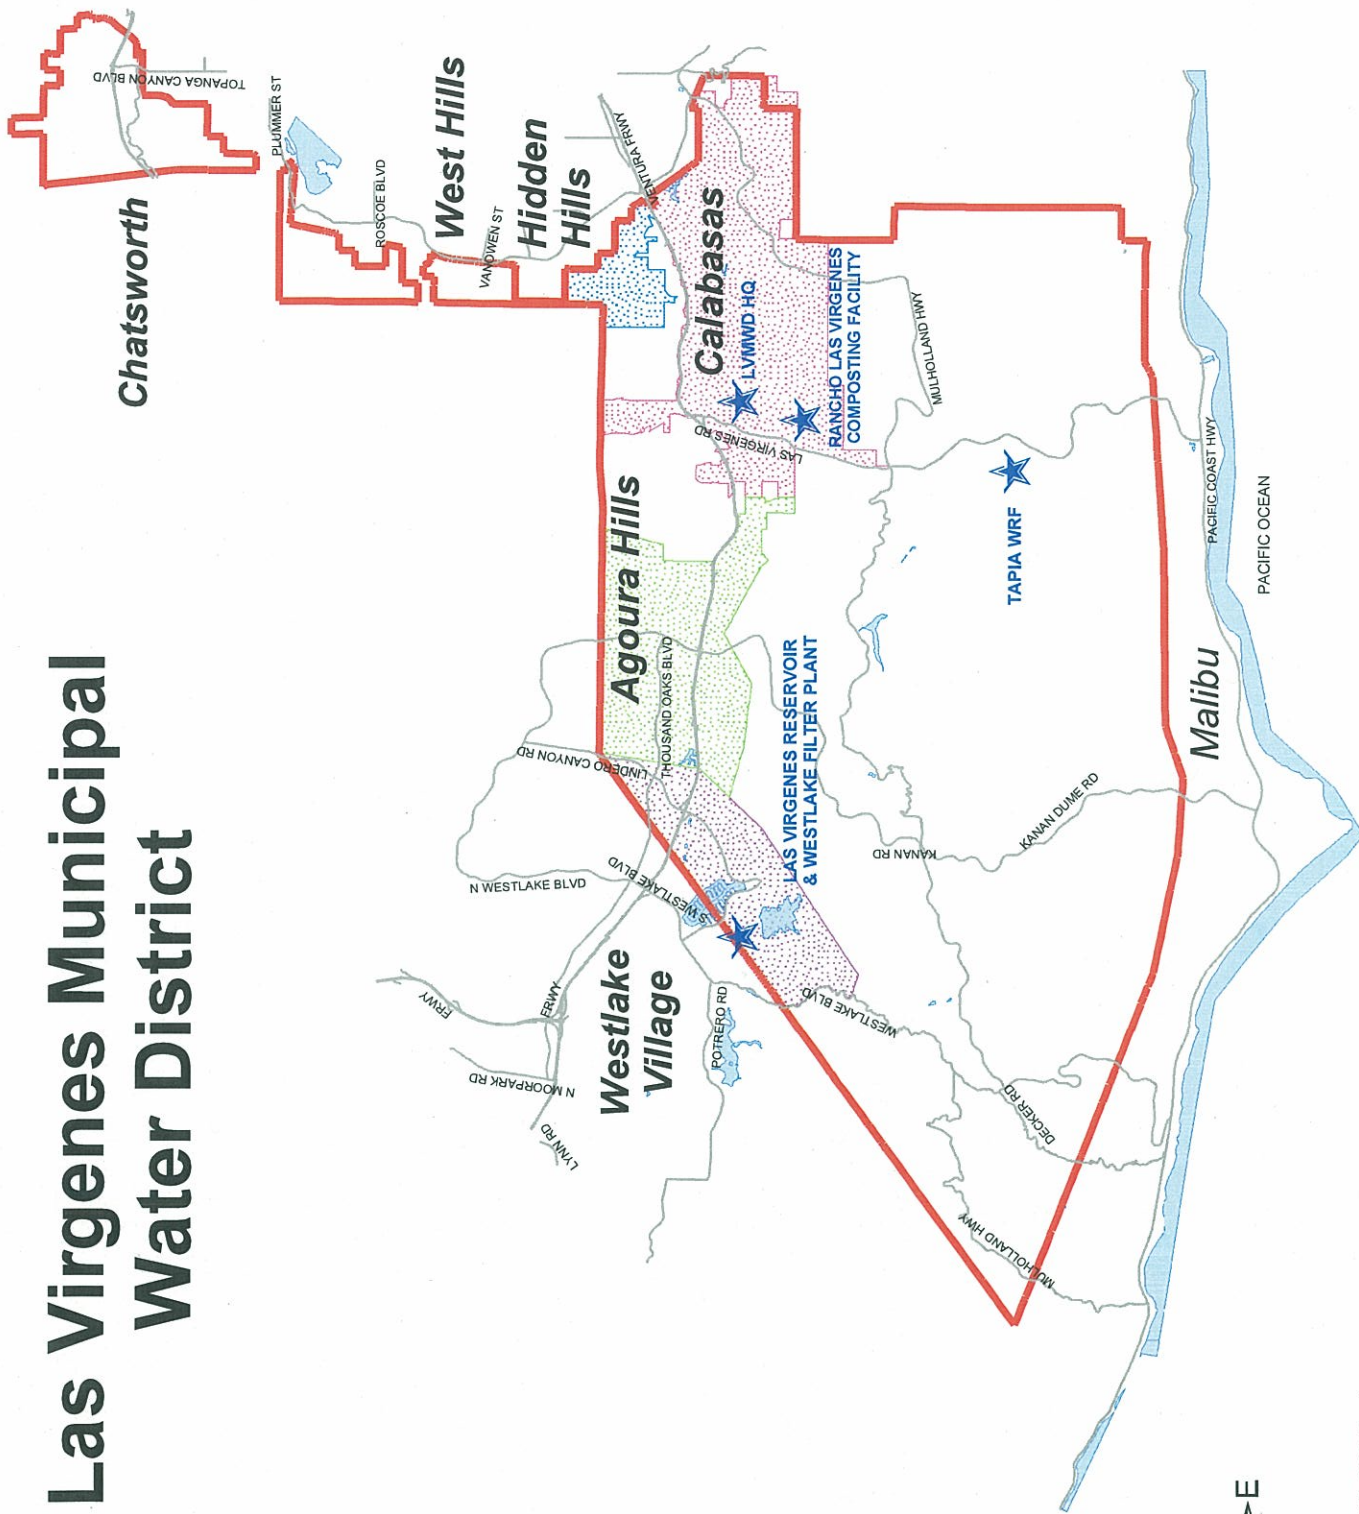 Las Virgenes Municipal
Water District
Chatsworth
TOPANGA CANYON BLVD
PLUMMER ST
ROSCOE BLVD
West Hills
VANOWEN ST
Hidden
Hills
VENTURA FRWY
Calabasas
LVMWD HQ
RANCHO LAS VIRGENES
COMPOSTING FACILITY
MULHOLLAND HWY
LAS VIRGENES RD
Agoura Hills
THOUSAND OAKS BLVD
LINDERO CANYON RD
N WESTLAKE BLVD
WESTLAKE BLVD
S WESTLAKE BLVD
LAS VIRGENES RESERVOIR
& WESTLAKE FILTER PLANT
Westlake
Village
FRWY
FRWY
N MOORPARK RD
LYNN RD
POTRERO RD
WESTLAKE BLVD
KANAN RD
KANAN DUME RD
TAPIA WRF
DECKER RD
MULHOLLAND HWY
Malibu
PACIFIC COAST HWY
PACIFIC OCEAN
E